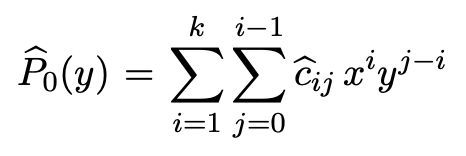 $\widehat{P}_0(y) = \sum_{i=1}^{k} \sum_{j=0}^{i-1} \widehat{c}_{ij}\, x^i y^{j-i}$